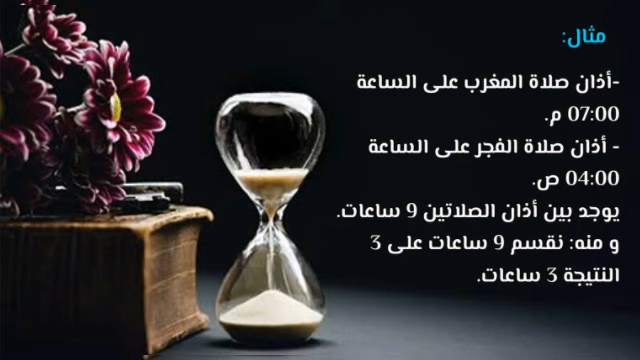 مثال:
-أذان صلاة المغرب على الساعة
07:00 م.
- أذان صلاة الفجر على الساعة
04:00 ص.
يوجد بين أذان الصلاتين 9 ساعات.
و منه: نقسم 9 ساعات على 3
النتيجة 3 ساعات.